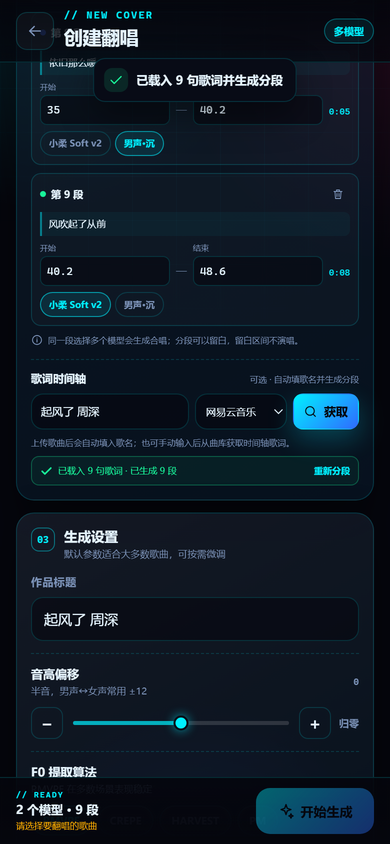 // NEW COVER
创建翻唱
多模型
已载入 9 句歌词并生成分段
开始
35
—
40.2
0:05
小柔 Soft v2
男声·沉
第 9 段
风吹起了从前
开始
结束
40.2
—
48.6
0:08
小柔 Soft v2
男声·沉
同一段选择多个模型会生成合唱；分段可以留白，留白区间不演唱。
歌词时间轴
可选 · 自动填歌名并生成分段
起风了 周深
网易云音乐
获取
上传歌曲后会自动填入歌名；也可手动输入后从曲库获取时间轴歌词。
已载入 9 句歌词 · 已生成 9 段
重新分段
03
生成设置
默认参数适合大多数歌曲，可按需微调
作品标题
起风了 周深
音高偏移
半音，男声↔女声常用 ±12
0
−
+
归零
F0 提取算法
// READY
2 个模型 · 9 段
请选择要翻唱的歌曲
开始生成